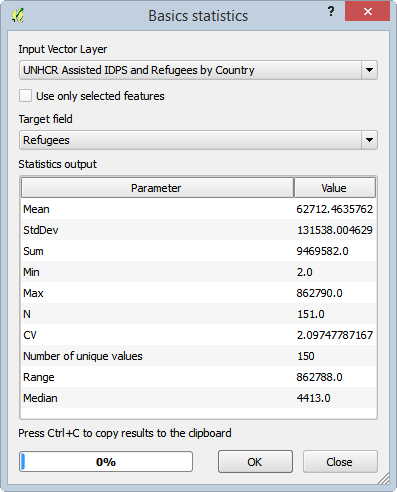 Basics statistics
?
Input Vector Layer
UNHCR Assisted IDPS and Refugees by Country
Use only selected features
Target field
Refugees
Statistics output
Parameter Value
Mean 62712.4635762
StdDev 131538.004629
Sum 9469582.0
Min 2.0
Max 862790.0
N 151.0
CV 2.09747787167
Number of unique values 150
Range 862788.0
Median 4413.0
Press Ctrl+C to copy results to the clipboard
0% OK Close